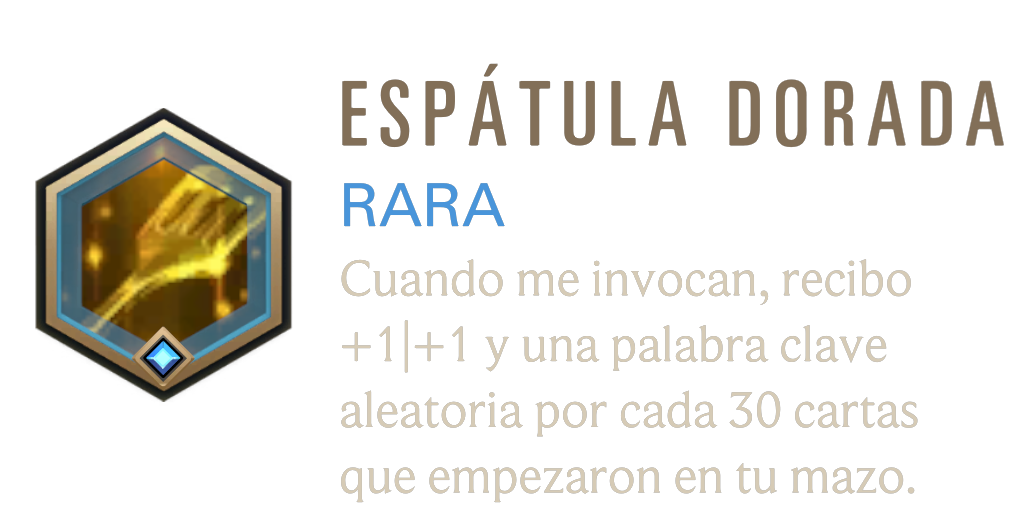 ESPÁTULA DORADA
RARA
Cuando me invocan, recibo
+1|+1 y una palabra clave
aleatoria por cada 30 cartas
que empezaron en tu mazo.